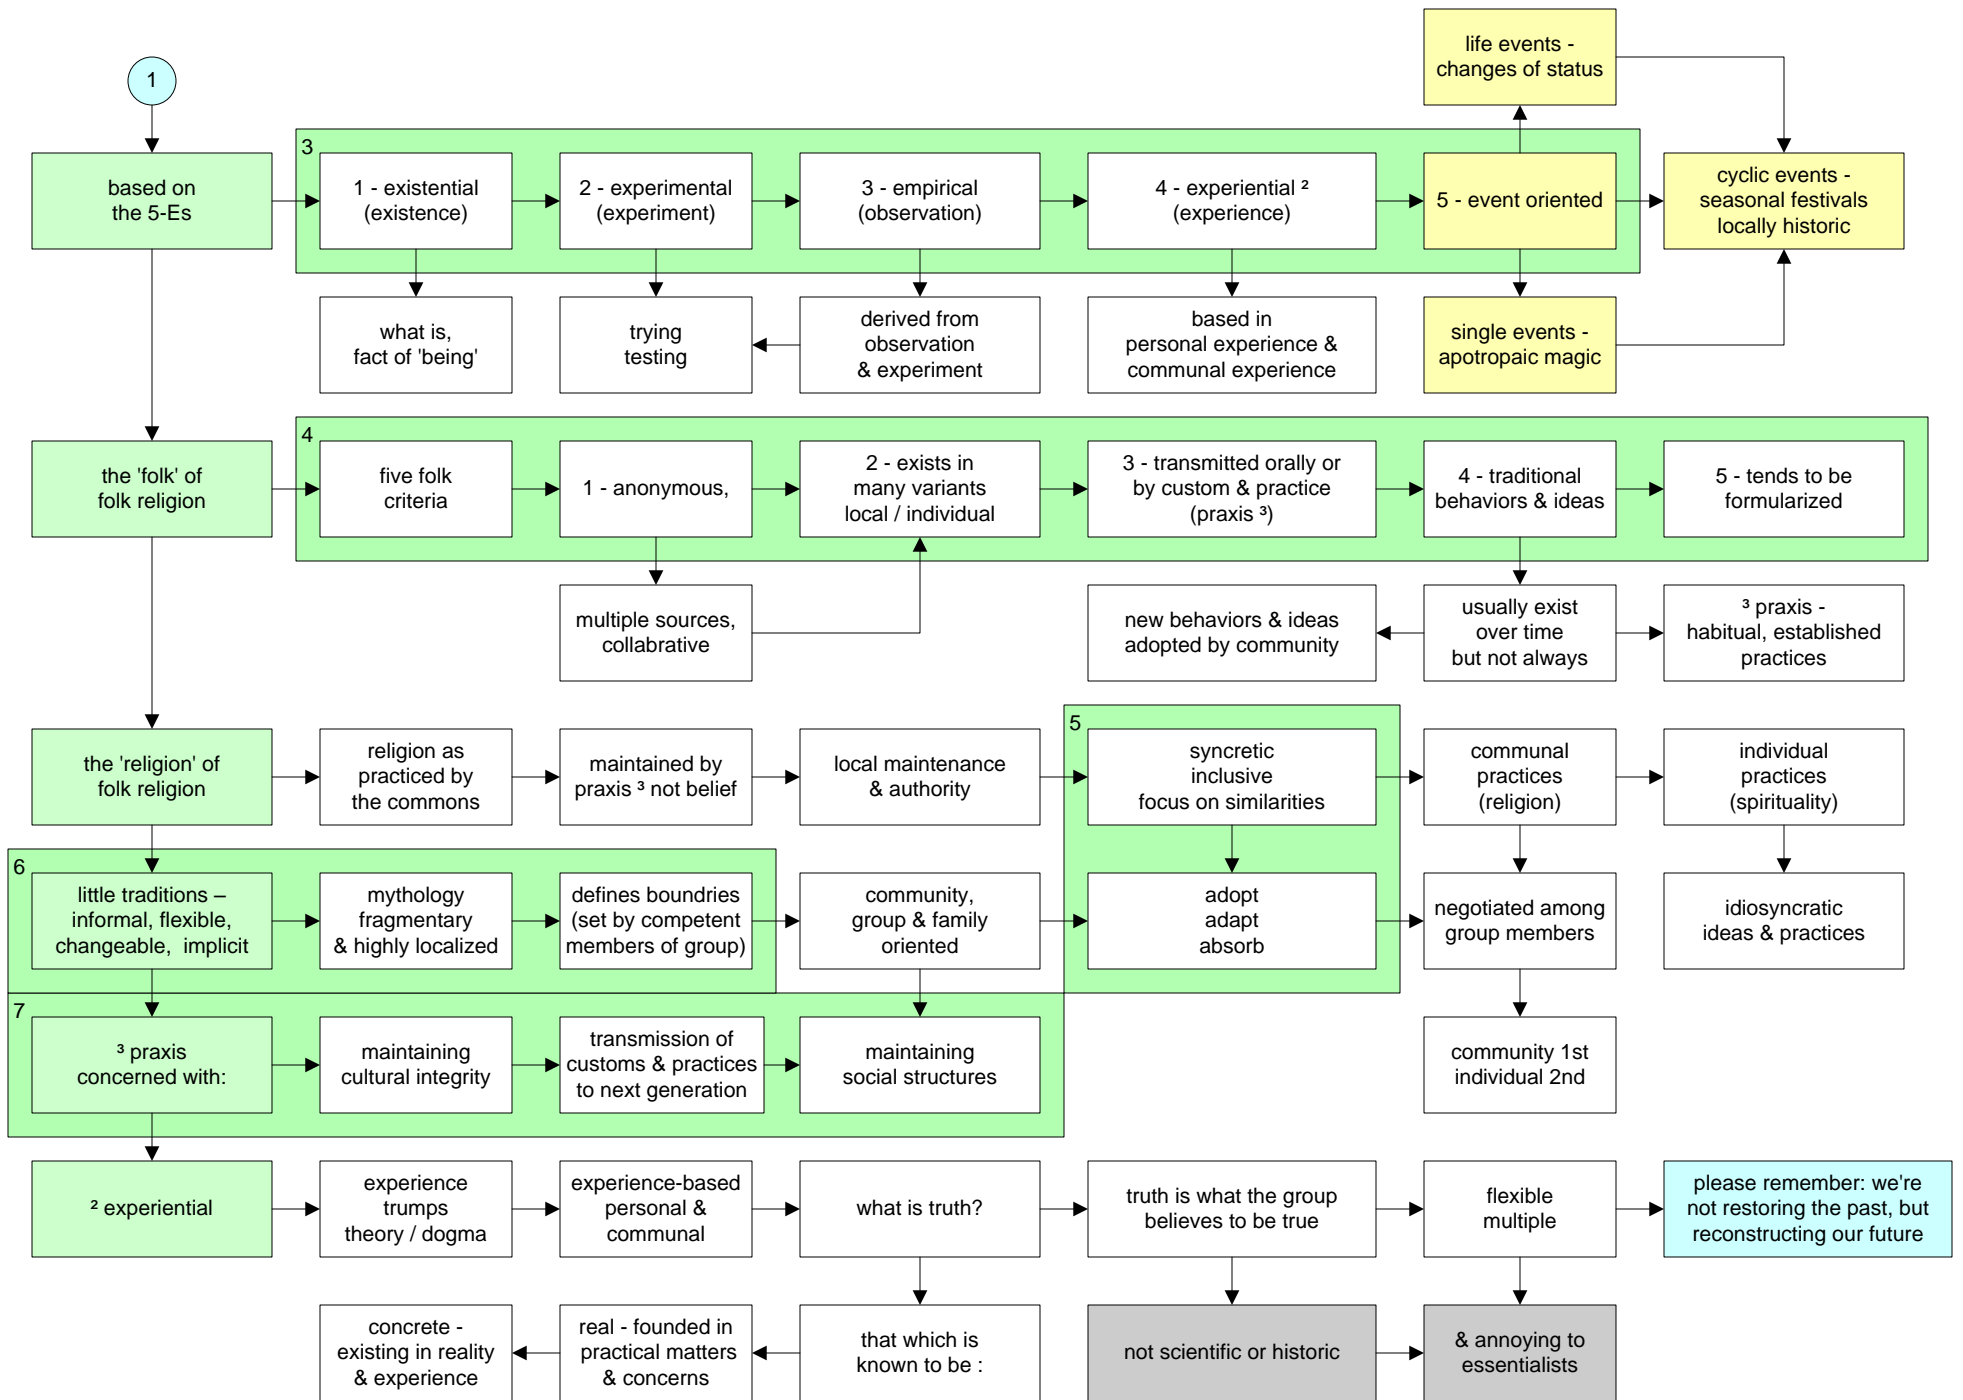 life events -
changes of status
1
3
based on
the 5-Es
1 - existential
(existence)
2 - experimental
(experiment)
3 - empirical
(observation)
4 - experiential ²
(experience)
5 - event oriented
cyclic events -
seasonal festivals
locally historic
what is,
fact of 'being'
trying
testing
derived from
observation
& experiment
based in
personal experience &
communal experience
single events -
apotropaic magic
4
the 'folk' of
folk religion
five folk
criteria
1 - anonymous,
2 - exists in
many variants
local / individual
3 - transmitted orally or
by custom & practice
(praxis ³)
4 - traditional
behaviors & ideas
5 - tends to be
formularized
multiple sources,
collabrative
new behaviors & ideas
adopted by community
usually exist
over time
but not always
³ praxis -
habitual, established
practices
5
the 'religion' of
folk religion
religion as
practiced by
the commons
maintained by
praxis ³ not belief
local maintenance
& authority
syncretic
inclusive
focus on similarities
communal
practices
(religion)
individual
practices
(spirituality)
6
little traditions –
informal, flexible,
changeable, implicit
mythology
fragmentary
& highly localized
defines boundries
(set by competent
members of group)
community,
group & family
oriented
adopt
adapt
absorb
negotiated among
group members
idiosyncratic
ideas & practices
7
³ praxis
concerned with:
maintaining
cultural integrity
transmission of
customs & practices
to next generation
maintaining
social structures
community 1st
individual 2nd
² experiential
experience
trumps
theory / dogma
experience-based
personal &
communal
what is truth?
truth is what the group
believes to be true
flexible
multiple
please remember: we're
not restoring the past, but
reconstructing our future
concrete -
existing in reality
& experience
real - founded in
practical matters
& concerns
that which is
known to be :
not scientific or historic
& annoying to
essentialists